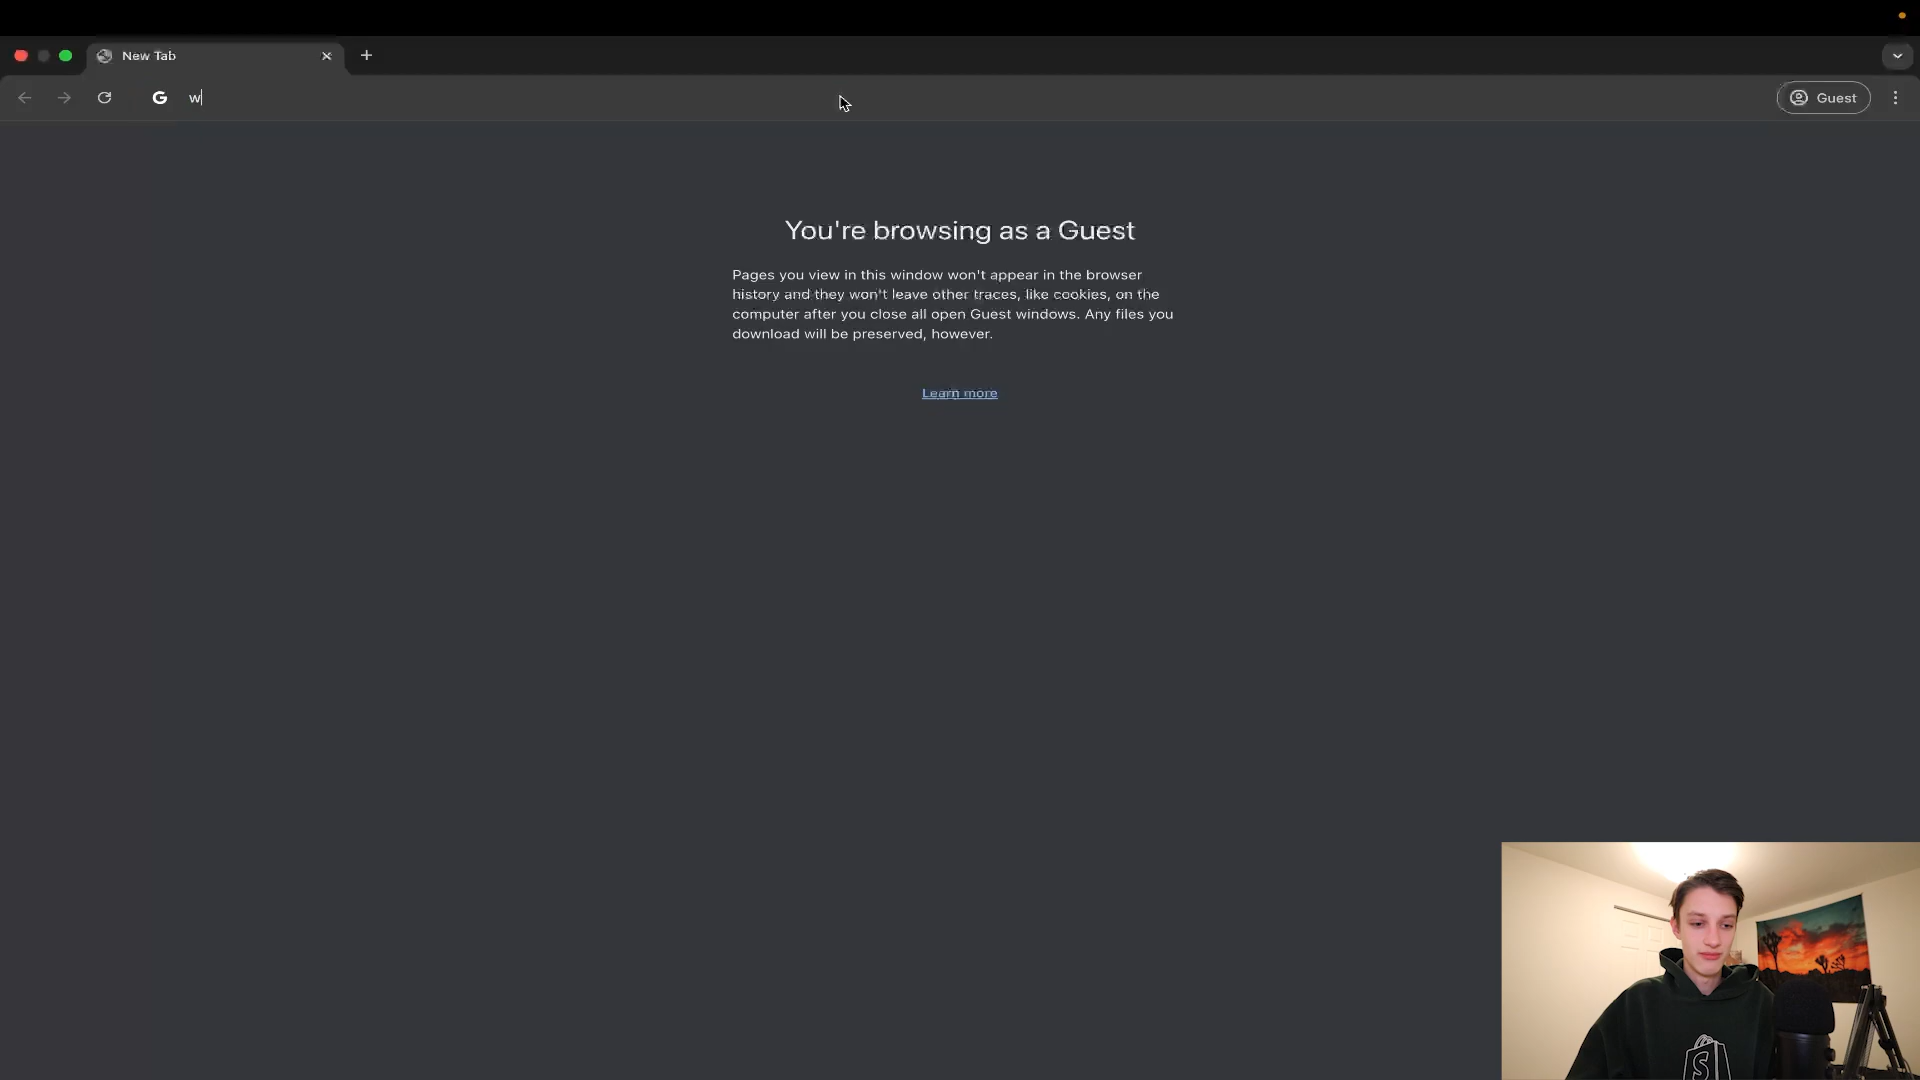 New Tab
w
Guest
You're browsing as a Guest
Pages you view in this window won't appear in the browser
history and they won't leave other traces, like cookies, on the
computer after you close all open Guest windows. Any files you
download will be preserved, however.
Learn more
S